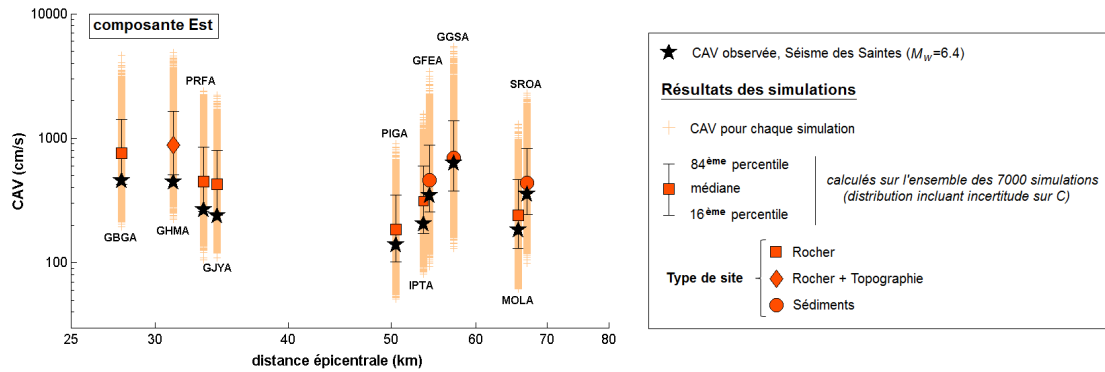 composante Est
10000
1000
100
CAV (cm/s)
GBGA
GHMA
PRFA
GJYA
PIGA
IPTA
GFEA
GGSA
MOLA
SROA
25
30
40
50
60
70
80
distance épicentrale (km)
CAV observée, Séisme des Saintes (Mw=6.4)
Résultats des simulations
CAV pour chaque simulation
84ème percentile
médiane
16ème percentile
calculés sur l'ensemble des 7000 simulations
(distribution incluant incertitude sur C)
Type de site
Rocher
Rocher + Topographie
Sédiments